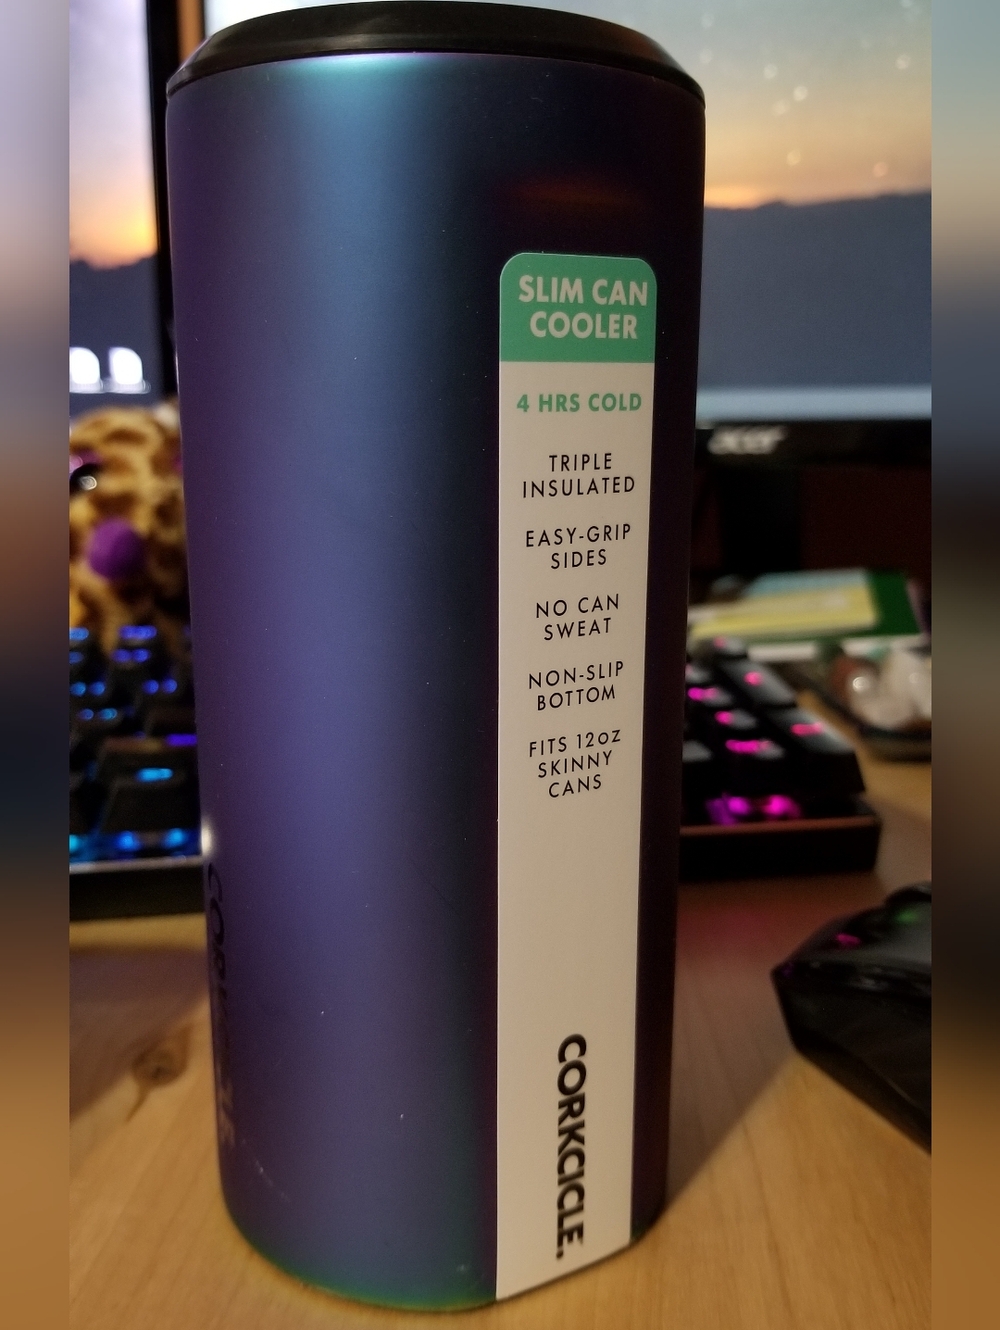 SLIM CAN
COOLER
4 HRS COLD
TRIPLE
INSULATED
EASY-GRIP
SIDES
NO CAN
SWEAT
NON-SLIP
BOTTOM
FITS 12oz
SKINNY
CANS
CORKCICLE.
CORKCICLE
acer